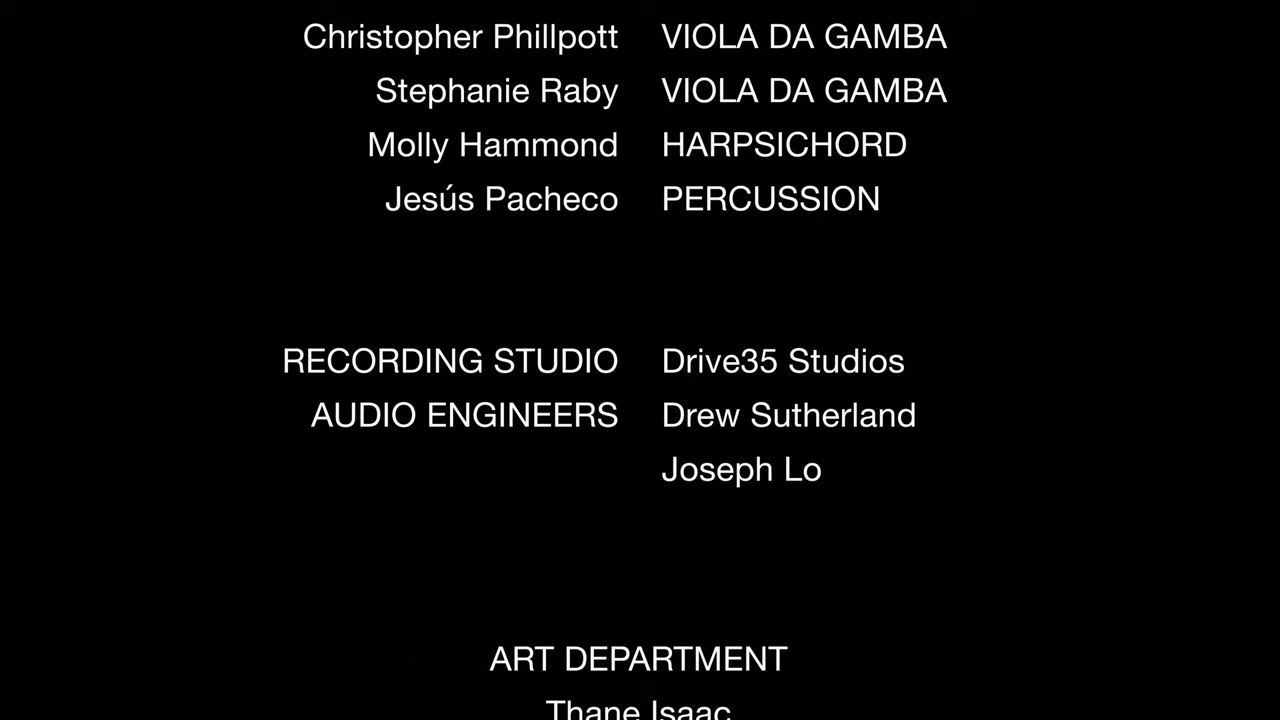 Christopher Phillpott VIOLA DA GAMBA
Stephanie Raby VIOLA DA GAMBA
Molly Hammond HARPSICHORD
Jesús Pacheco PERCUSSION
RECORDING STUDIO Drive35 Studios
AUDIO ENGINEERS Drew Sutherland
Joseph Lo
ART DEPARTMENT
Thane Isaac